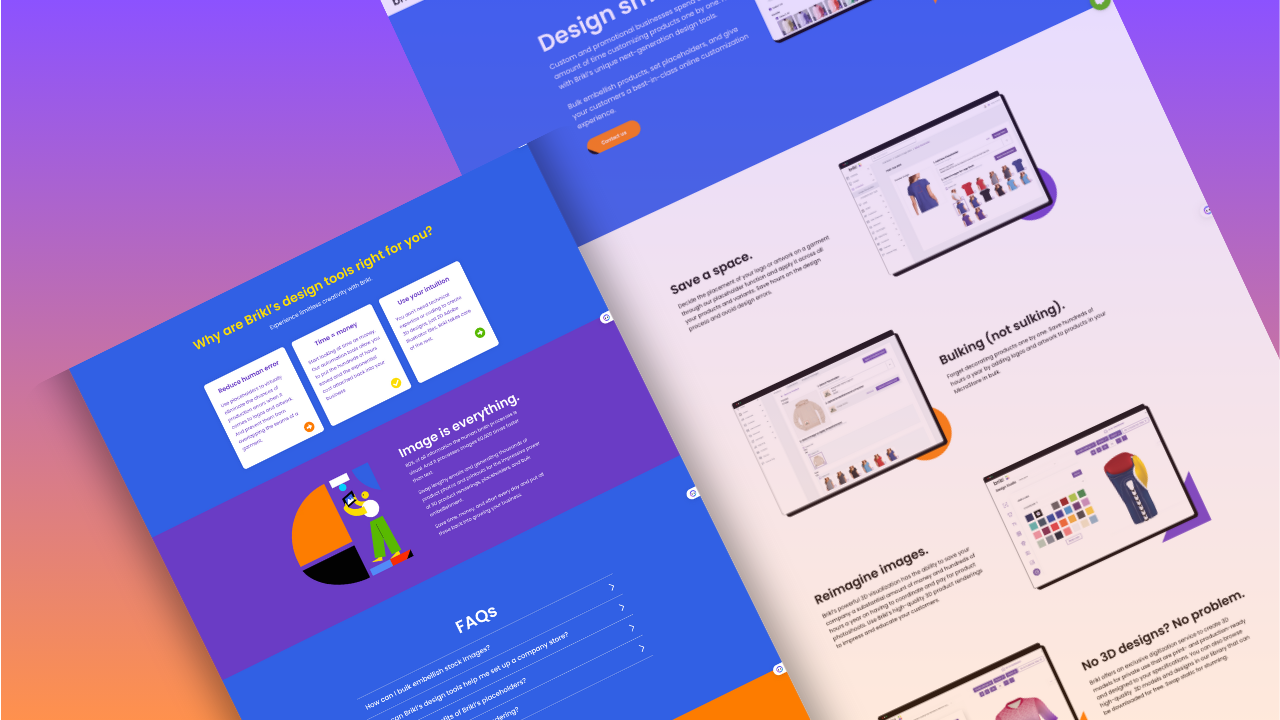 Design sm
Custom and promotional businesses spend
amount of time customizing products one by one.
with Brikl's unique next-generation design tools.
Bulk embellish products, set placeholders, and give
your customers a best-in-class online customization
experience.
Contact us
Save a space.
Decide the placement of your logo or artwork on a garment
through our placeholder function and apply it across all
your products and variants. Save hours on the design
process and avoid design errors.
Bulking (not sulking).
Forget decorating products one by one. Save hundreds of
hours a year by adding logos and artwork to products in your
MicroStore in bulk.
Reimagine images.
Brikl's powerful 3D visualization has the ability to save your
company a substantial amount of money and hundreds of
hours a year on having to coordinate and pay for product
photoshoots. Use Brikl's high-quality 3D product renderings
to impress and educate your customers.
No 3D designs? No problem.
Brikl offers an exclusive digitization service to create 3D
models for private use that are print- and production-ready
and designed to your specifications. You can also browse
high-quality 3D models and designs in our library that can
be downloaded for free. Swap static for stunning.
Why are Brikl's design tools right for you?
Experience limitless creativity with Brikl.
Reduce human error
Use placeholders to virtually
eliminate the chances of
production errors when it
comes to logos and artwork.
And prevent them from
overlapping the seams of a
garment.
Time = money
Start looking at time as money.
Our automation tools allow you
to put the hundreds of hours
saved and the exponential
cost attached back into your
business.
Use your intuition
You don't need technical
expertise or coding to create
3D designs, just 2D Adobe
Illustrator files. Brikl takes care
of the rest.
Image is everything.
90% of all information the human brain processes is
visual. And it processes images 60,000 times faster
than text.
Swap lengthy emails and generating thousands of
product photos and printouts for the impressive power
of 3D product renderings, placeholders, and bulk
embellishment.
Save time, money, and effort every day and put all
three back into growing your business.
FAQs
How can I bulk embellish stock images?
can Brikl's design tools help me set up a company store?
fits of Brikl's placeholders?
dering?